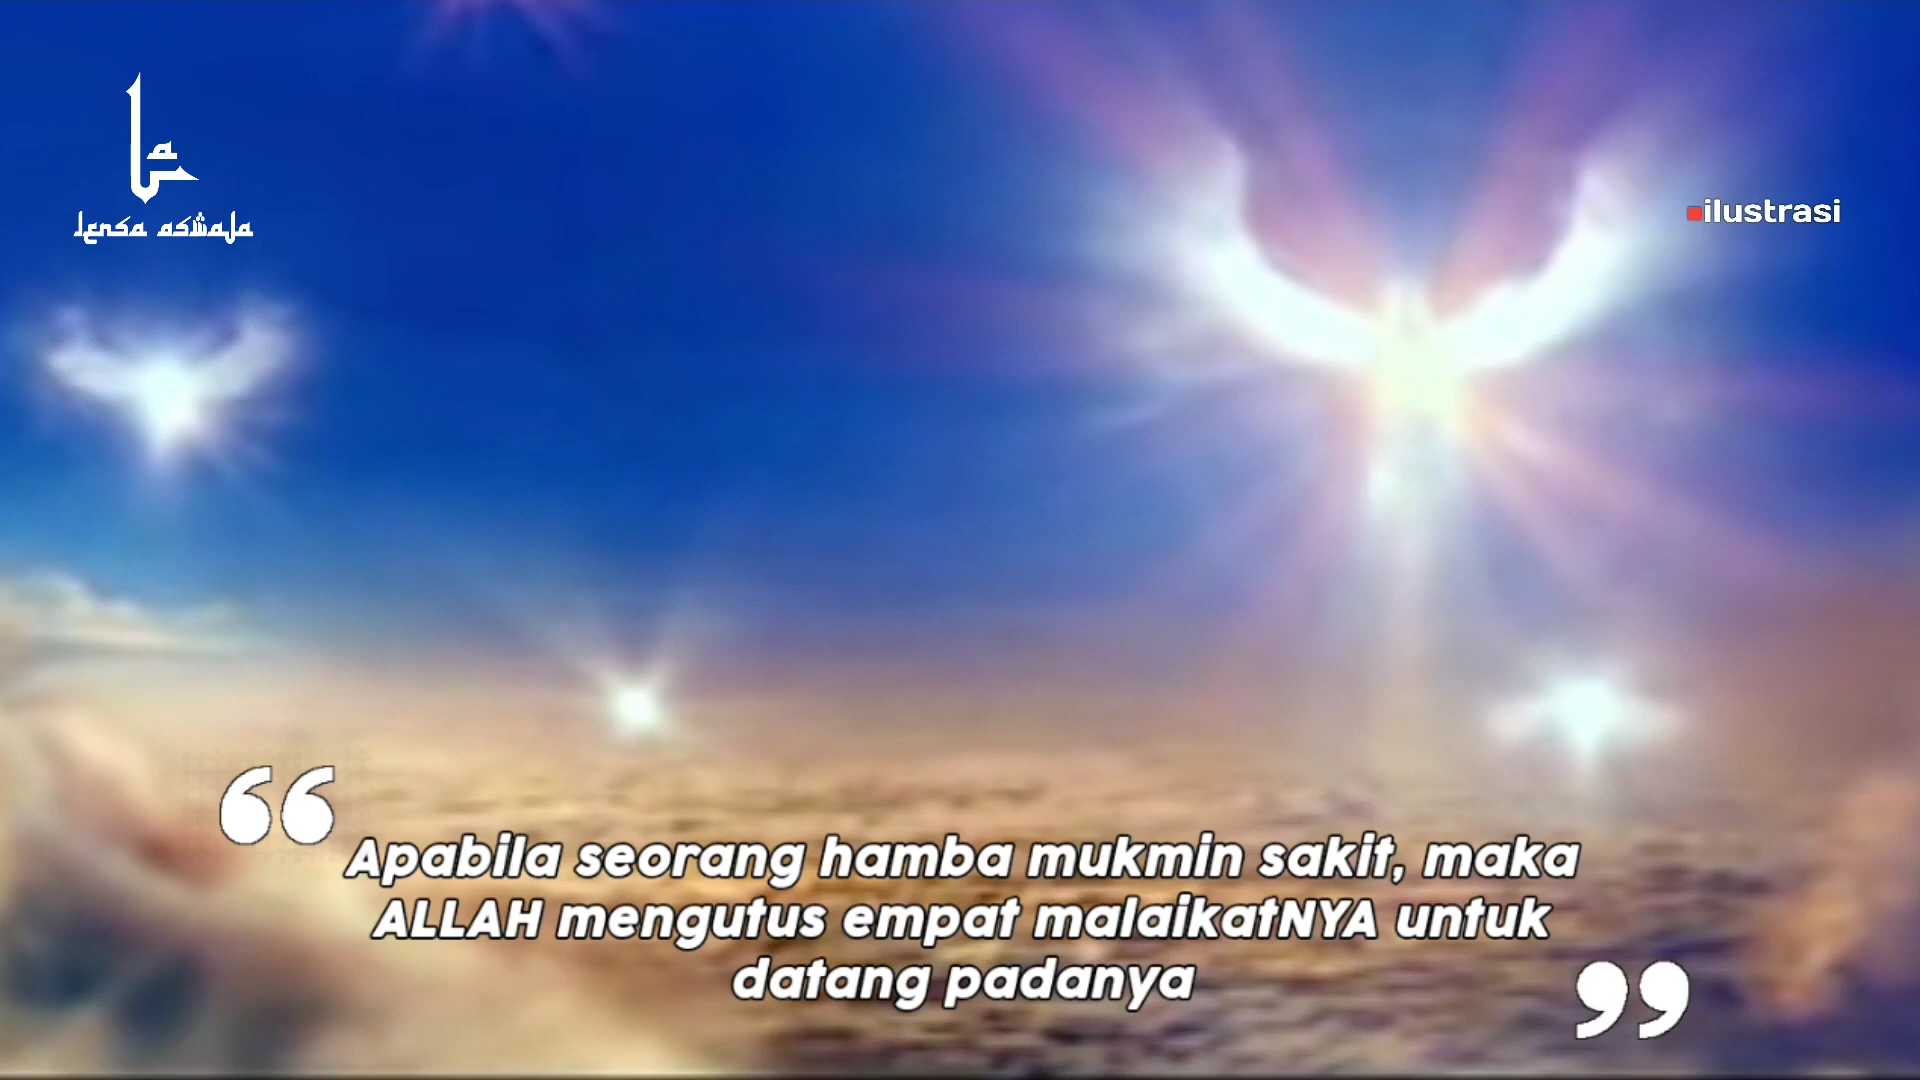 lensa aswaja
ilustrasi
“
Apabila seorang hamba mukmin sakit, maka
ALLAH mengutus empat malaikatNYA untuk
datang padanya
”